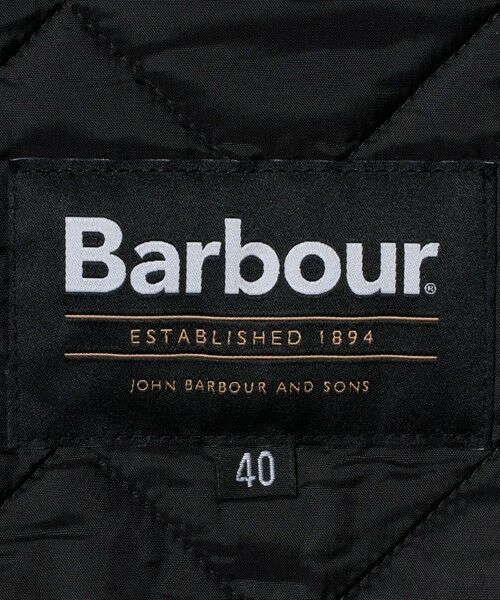 Barbour®
ESTABLISHED 1894
JOHN BARBOUR AND SONS
40